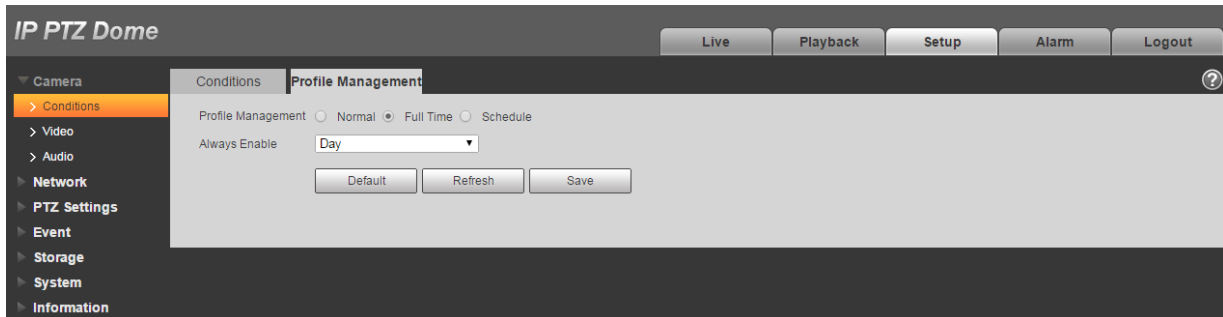 IP PTZ Dome
Live Playback Setup Alarm Logout
Camera
Conditions
Video
Audio
Network
PTZ Settings
Event
Storage
System
Information
Conditions Profile Management
?
Profile Management Normal Full Time Schedule
Always Enable Day
Default Refresh Save